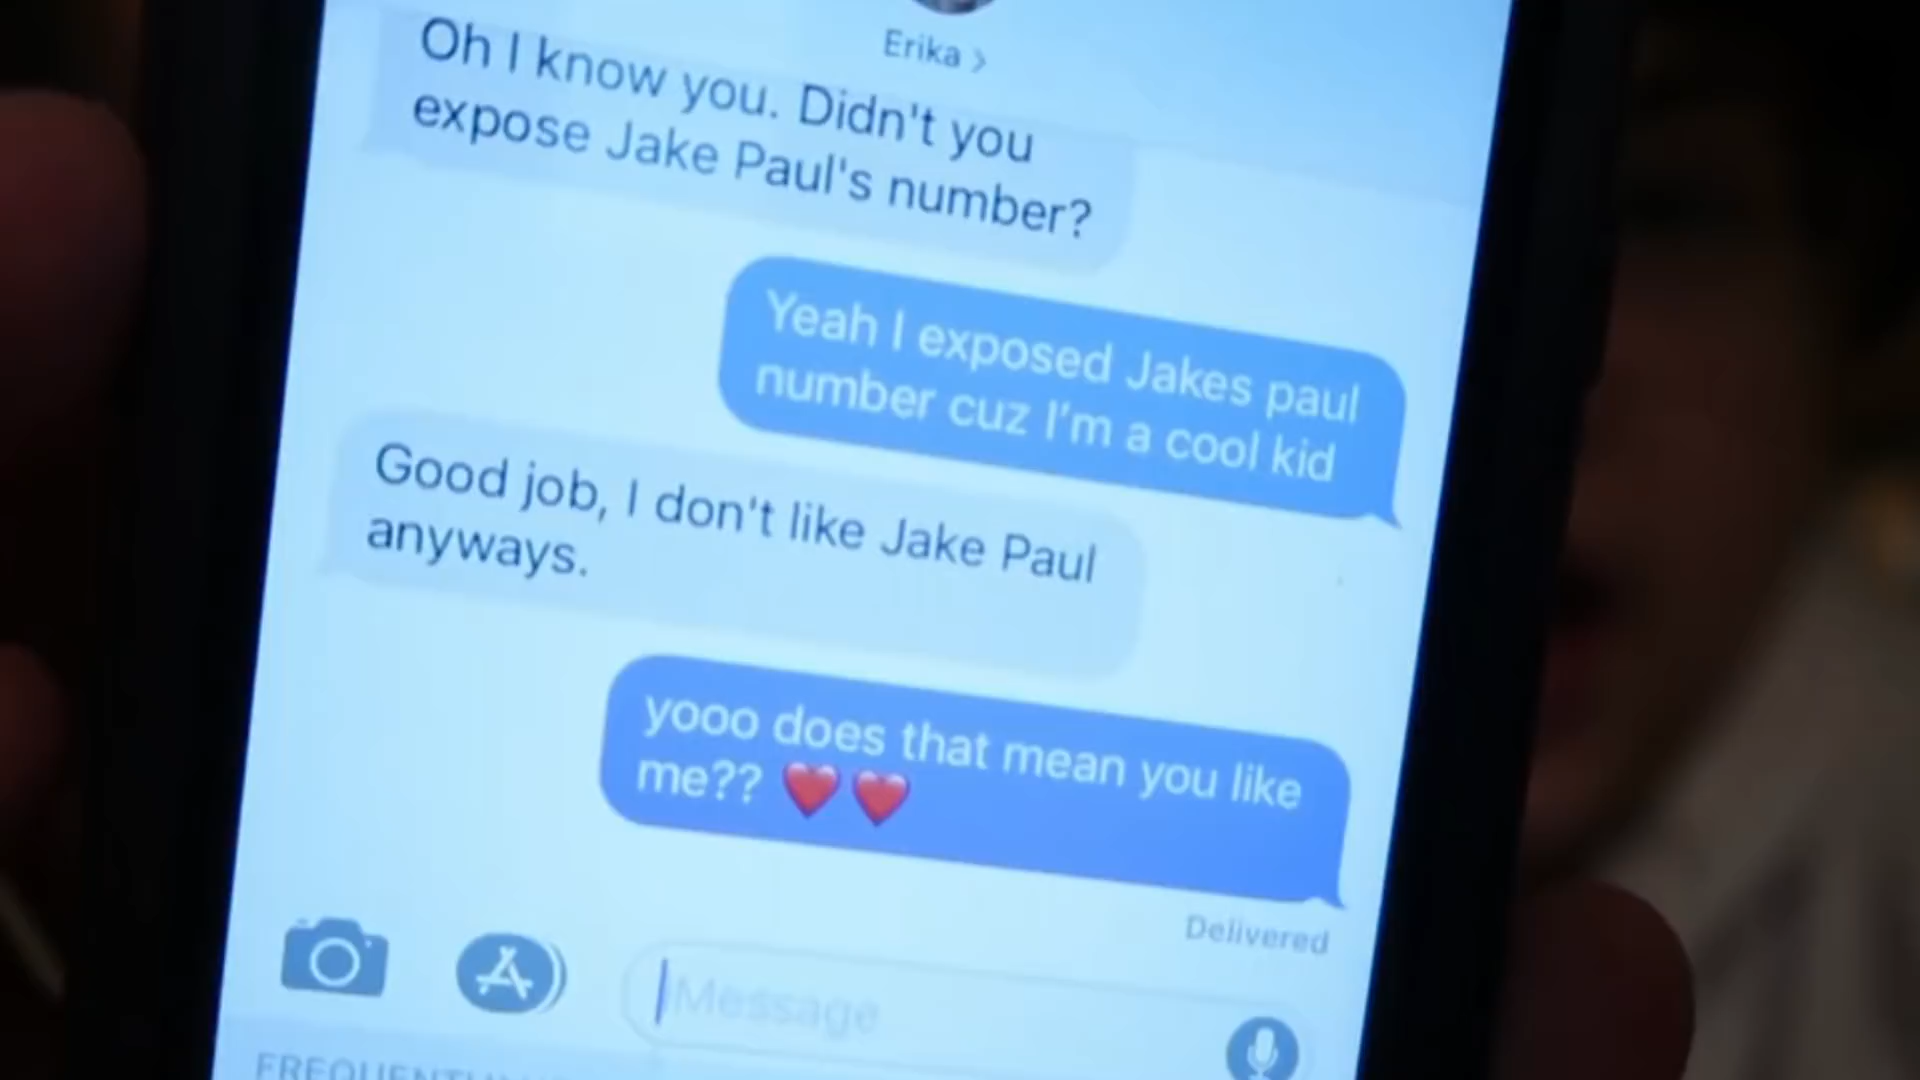 Erika >
Oh I know you. Didn't you
expose Jake Paul's number?
Yeah I exposed Jakes paul
number cuz I'm a cool kid
Good job, I don't like Jake Paul
anyways.
yooo does that mean you like
me?? ❤️❤️
Delivered
Message